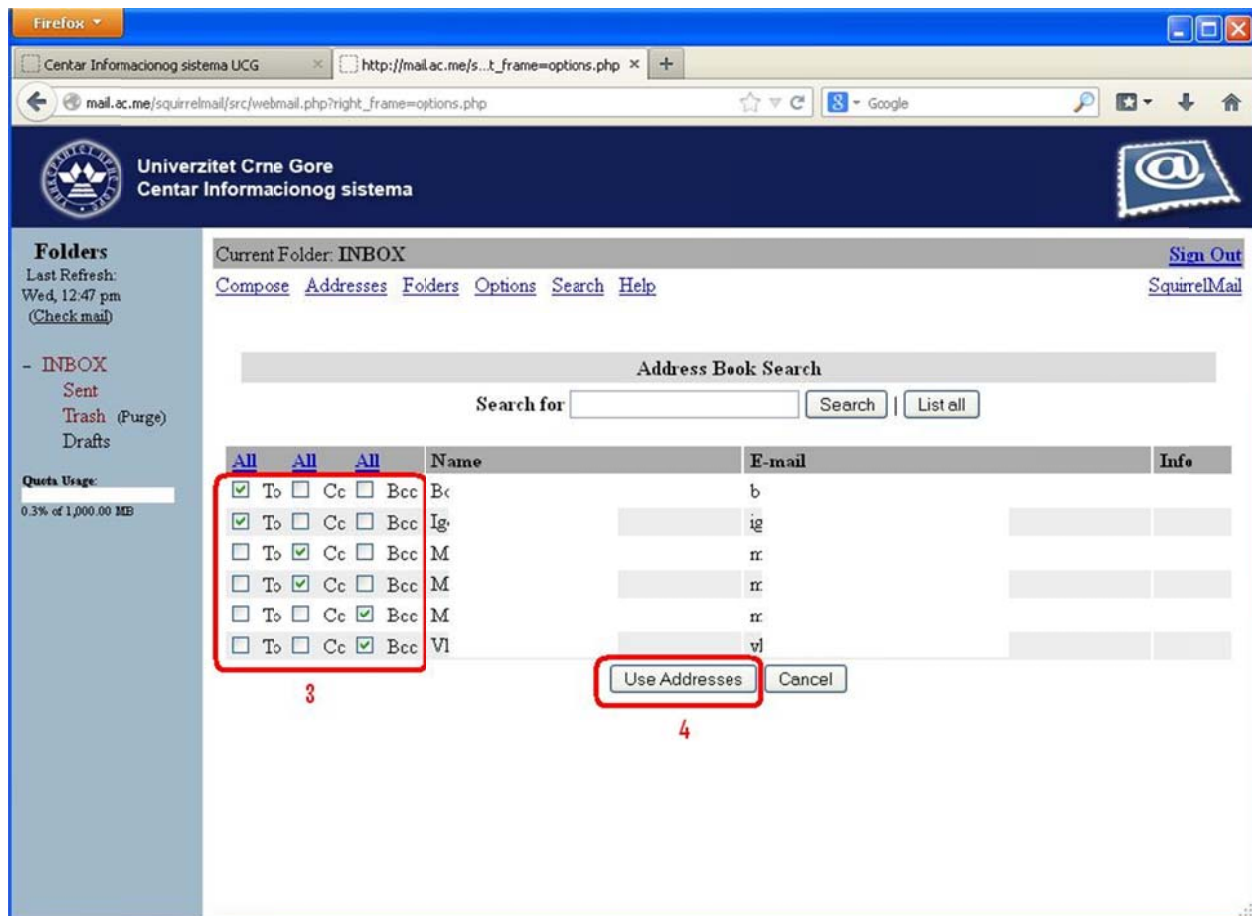 Firefox
Centar Informacionog sistema UCG
http://mail.ac.me/s...t_frame=options.php
mail.ac.me/squirrelmail/src/webmail.php?right_frame=options.php
Google
Univerzitet Crne Gore
Centar Informacionog sistema
Folders
Last Refresh:
Wed, 12:47 pm
(Check mail)
- INBOX
Sent
Trash (Purge)
Drafts
Quota Usage:
0.3% of 1,000.00 MB
Current Folder: INBOX Sign Out
Compose Addresses Folders Options Search Help SquirrelMail
Address Book Search
Search for Search | List all
All All All Name E-mail Info
To Cc Bcc
To Cc Bcc
To Cc Bcc M
To Cc Bcc M
To Cc Bcc M
To Cc Bcc
Use Addresses Cancel
3
4